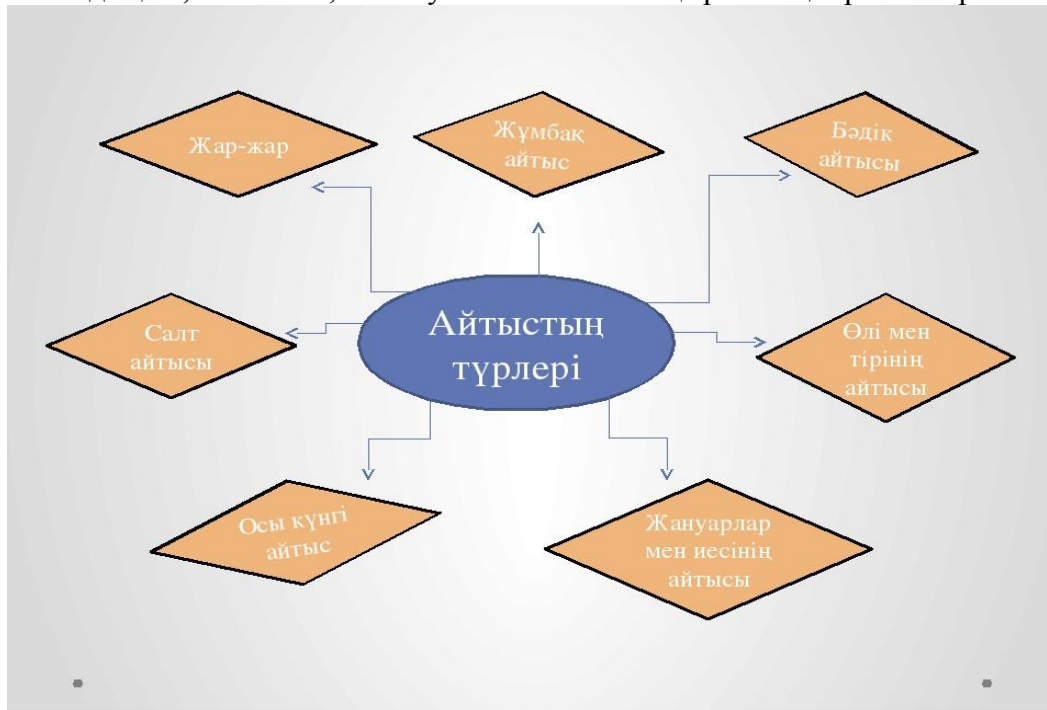 Жар-жар
Жұмбақ
айтыс
Бәдік
айтысы
Салт
айтысы
Айтыстың
түрлері
Өлі мен
тірінің
айтысы
Осы күнгі
айтыс
Жануарлар
мен иесінің
айтысы